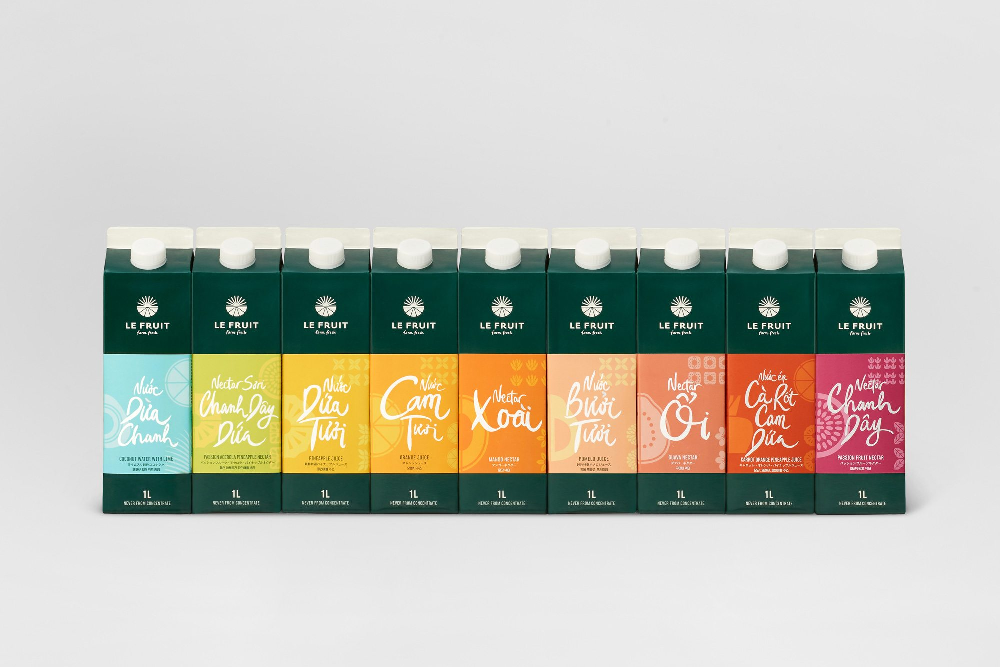 LE FRUIT
farm fresh
Nước
Dừa
Chanh
COCONUT WATER WITH LIME
ライム入り純粋ココナツ水
코코넛 워터 위드 라임
1L
NEVER FROM CONCENTRATE
LE FRUIT
farm fresh
Nectar Sơri
Chanh Dây
Dứa
PASSION ACEROLA PINEAPPLE NECTAR
パッションフルーツ・アセロラ・パイナップルネクター
패션 아세로라 파인애플 넥타
1L
NEVER FROM CONCENTRATE
LE FRUIT
farm fresh
Nước
Dứa
Tươi
PINEAPPLE JUICE
純粋特選パイナップルジュース
파인애플 주스
1L
NEVER FROM CONCENTRATE
LE FRUIT
farm fresh
Nước
Cam
Tươi
ORANGE JUICE
オレンジジュース
오렌지 주스
1L
NEVER FROM CONCENTRATE
LE FRUIT
farm fresh
Nectar
Xoài
MANGO NECTAR
マンゴーネクター
망고 넥타
1L
NEVER FROM CONCENTRATE
LE FRUIT
farm fresh
Nước
Bưởi
Tươi
POMELO JUICE
純粋特選ポメロジュース
퓨어 포멜로 프리미엄
1L
NEVER FROM CONCENTRATE
LE FRUIT
farm fresh
Nectar
Ổi
GUAVA NECTAR
グアバ ネクター
구아바 넥타
1L
NEVER FROM CONCENTRATE
LE FRUIT
farm fresh
Nước ép
Cà Rốt
Cam
Dứa
CARROT ORANGE PINEAPPLE JUICE
キャロット・オレンジ・パイナップルジュース
당근, 오렌지, 파인애플 주스
1L
NEVER FROM CONCENTRATE
LE FRUIT
farm fresh
Nectar
Chanh
Dây
PASSION FRUIT NECTAR
パッションフルーツネクター
패션푸르츠 넥타
1L
NEVER FROM CONCENTRATE